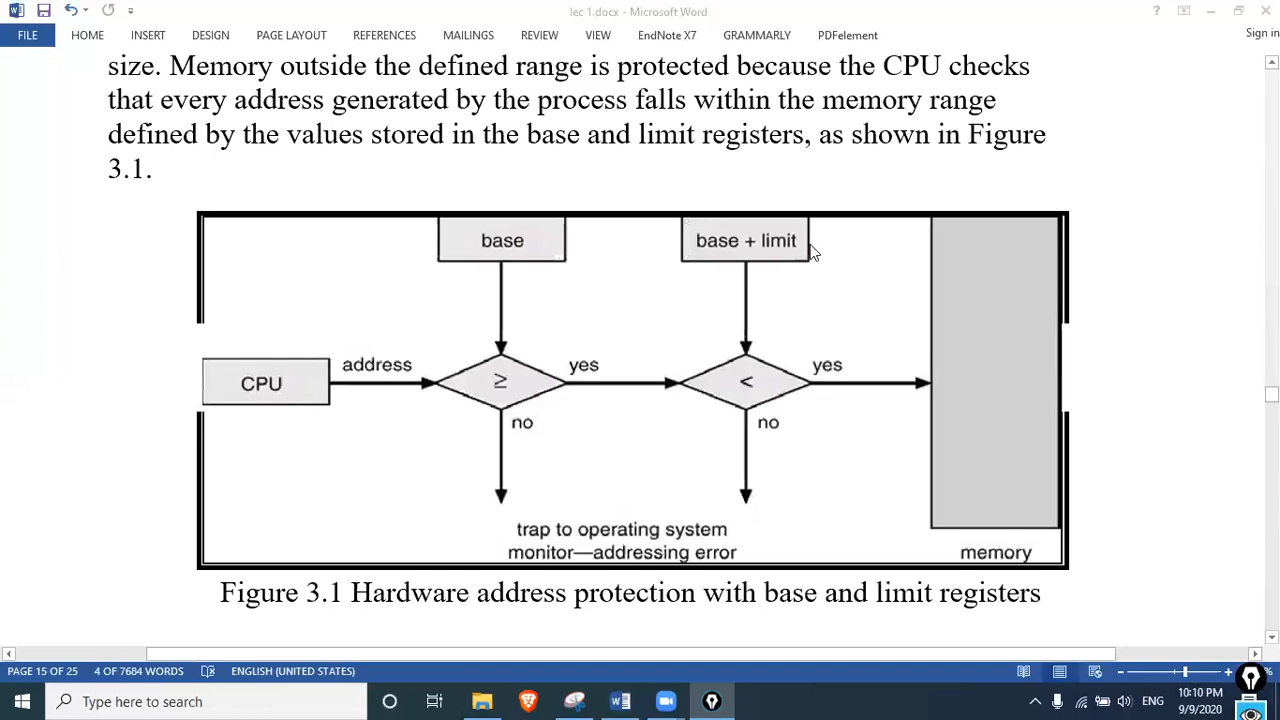 lec 1.docx - Microsoft Word
?
Sign in
FILE HOME INSERT DESIGN PAGE LAYOUT REFERENCES MAILINGS REVIEW VIEW EndNote X7 GRAMMARLY PDFelement
size. Memory outside the defined range is protected because the CPU checks
that every address generated by the process falls within the memory range
defined by the values stored in the base and limit registers, as shown in Figure
3.1.
base base + limit
address yes yes
CPU ≥ <
no no
trap to operating system
monitor—addressing error memory
Figure 3.1 Hardware address protection with base and limit registers
PAGE 15 OF 25 4 OF 7684 WORDS ENGLISH (UNITED STATES) %
Type here to search
ENG
10:10 PM
9/9/2020